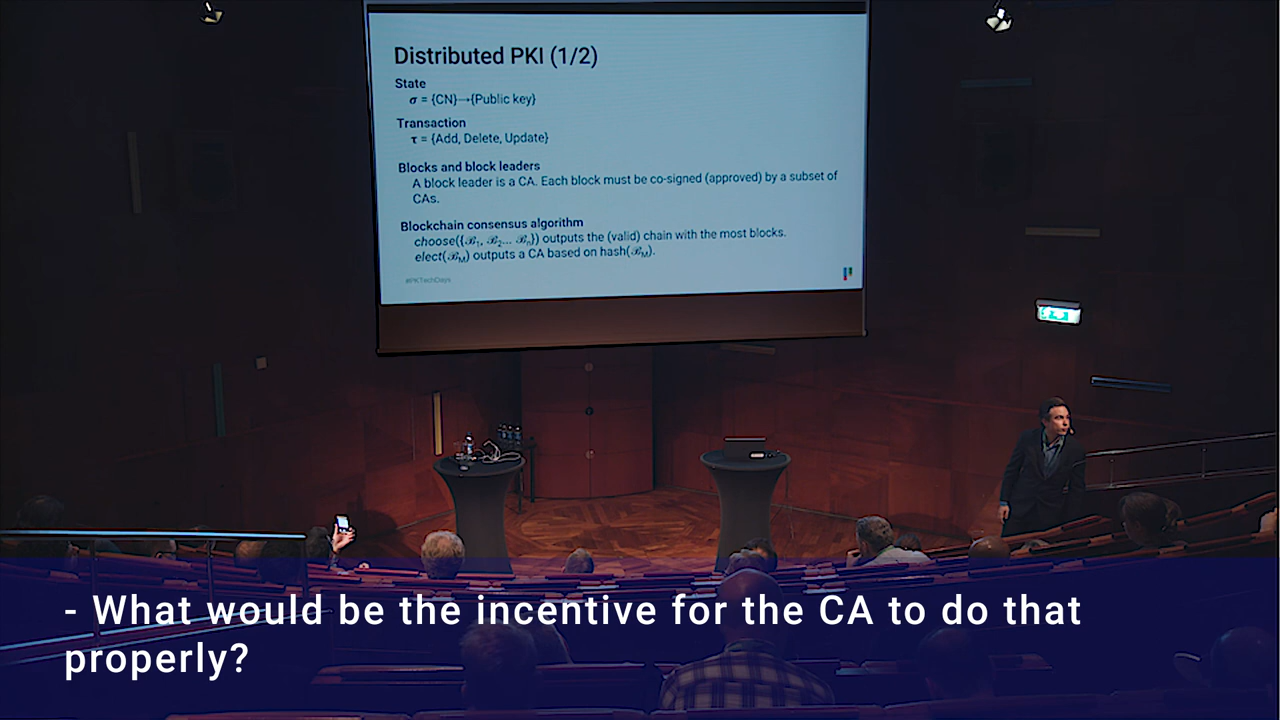 Distributed PKI (1/2)
State
σ = {CN}→{Public key}
Transaction
τ = {Add, Delete, Update}
Blocks and block leaders
A block leader is a CA. Each block must be co-signed (approved) by a subset of
CAs.
Blockchain consensus algorithm
choose({ℬ₁, ℬ₂... ℬₙ}) outputs the (valid) chain with the most blocks.
elect(ℬ_M) outputs a CA based on hash(ℬ_M).
#PKTechDays
- What would be the incentive for the CA to do that
properly?